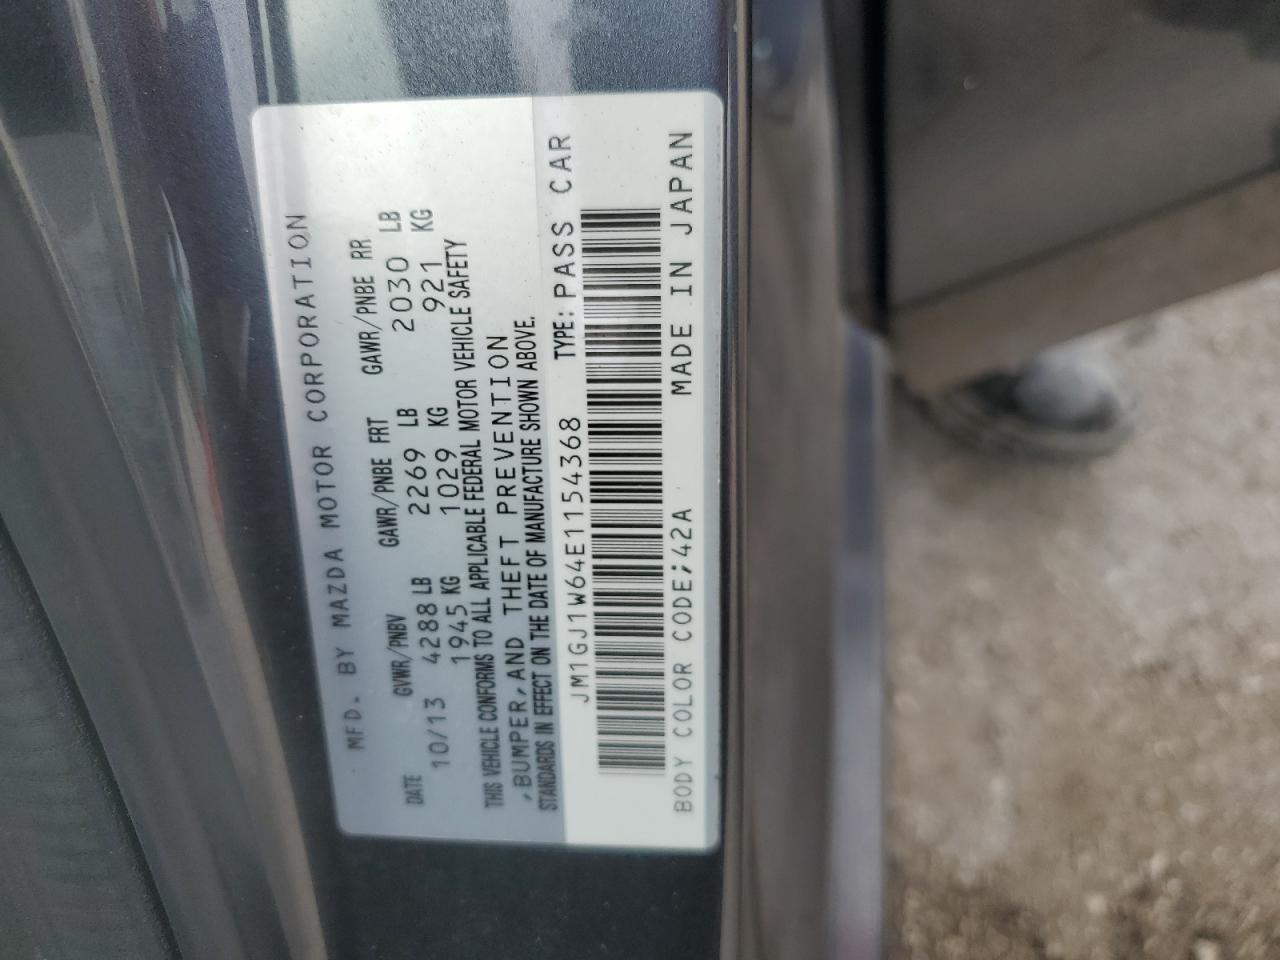 MFD. BY MAZDA MOTOR CORPORATION
DATE GVWR/PNBV GAWR/PNBE FRT GAWR/PNBE RR
10/13 4288 LB 2269 LB 2030 LB
1945 KG 1029 KG 921 KG
THIS VEHICLE CONFORMS TO ALL APPLICABLE FEDERAL MOTOR VEHICLE SAFETY
,BUMPER,AND THEFT PREVENTION
STANDARDS IN EFFECT ON THE DATE OF MANUFACTURE SHOWN ABOVE.
JM1GJ1W64E1154368 TYPE: PASS CAR
BODY COLOR CODE;42A MADE IN JAPAN